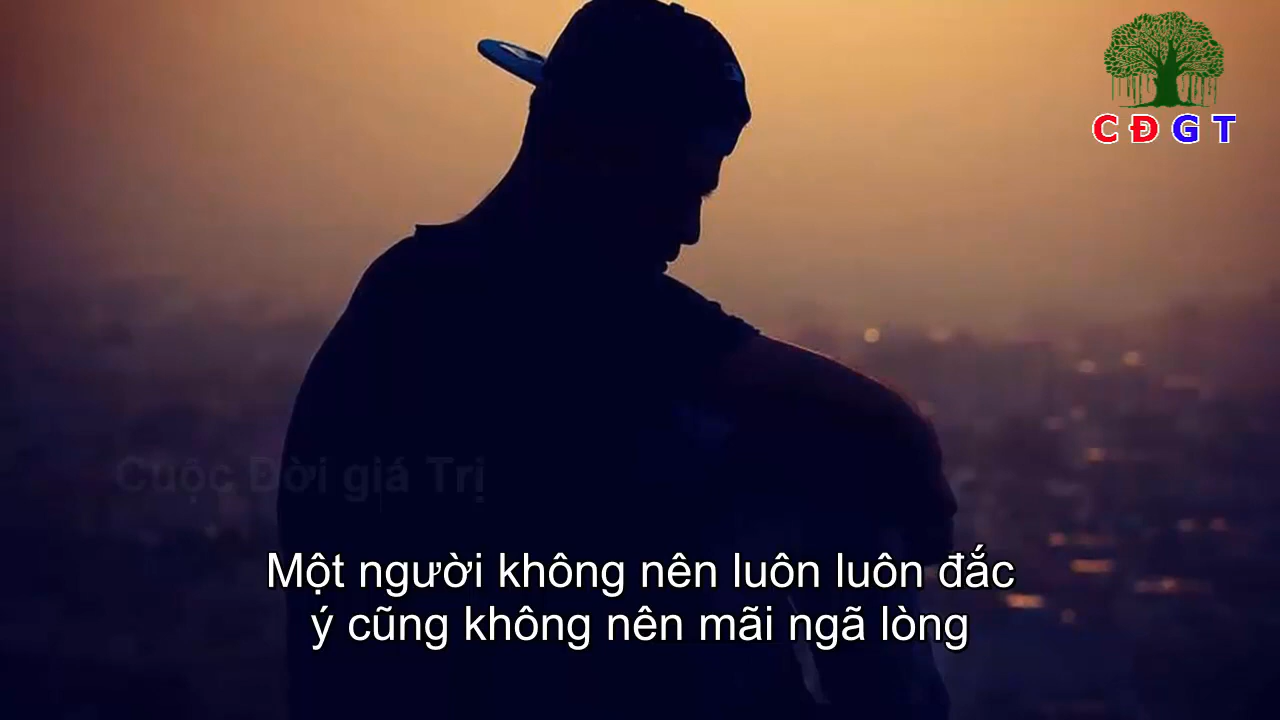 CĐGT
Cuộc Đời giá Trị
Một người không nên luôn luôn đắc
ý cũng không nên mãi ngã lòng